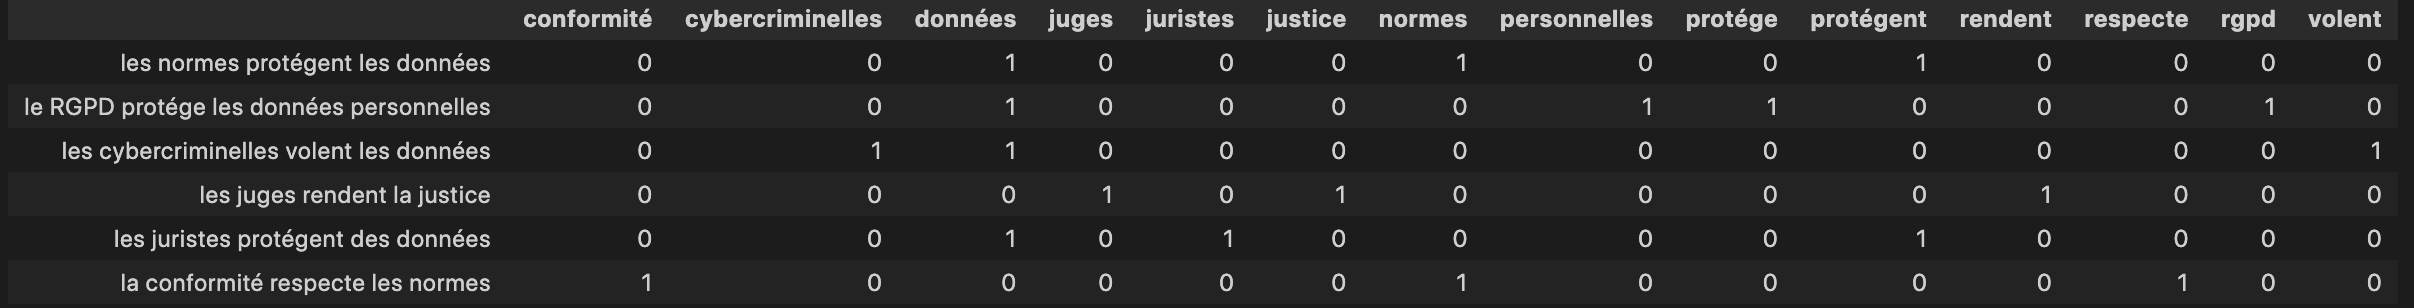 conformité cybercriminelles données juges juristes justice normes personnelles protége protégent rendent respecte rgpd volent
les normes protégent les données 0 0 1 0 0 0 1 0 0 1 0 0 0 0
le RGPD protége les données personnelles 0 0 1 0 0 0 0 1 1 0 0 0 1 0
les cybercriminelles volent les données 0 1 1 0 0 0 0 0 0 0 0 0 0 1
les juges rendent la justice 0 0 0 1 0 1 0 0 0 0 1 0 0 0
les juristes protégent des données 0 0 1 0 1 0 0 0 0 1 0 0 0 0
la conformité respecte les normes 1 0 0 0 0 0 1 0 0 0 0 1 0 0